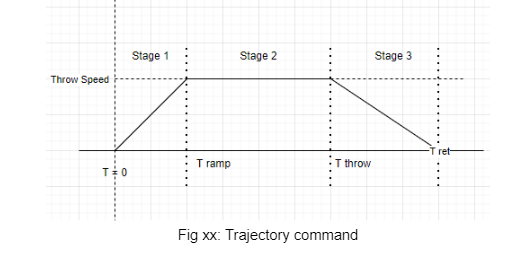 Stage 1 Stage 2 Stage 3
Throw Speed
T ret
T ramp T throw
T = 0
Fig xx: Trajectory command